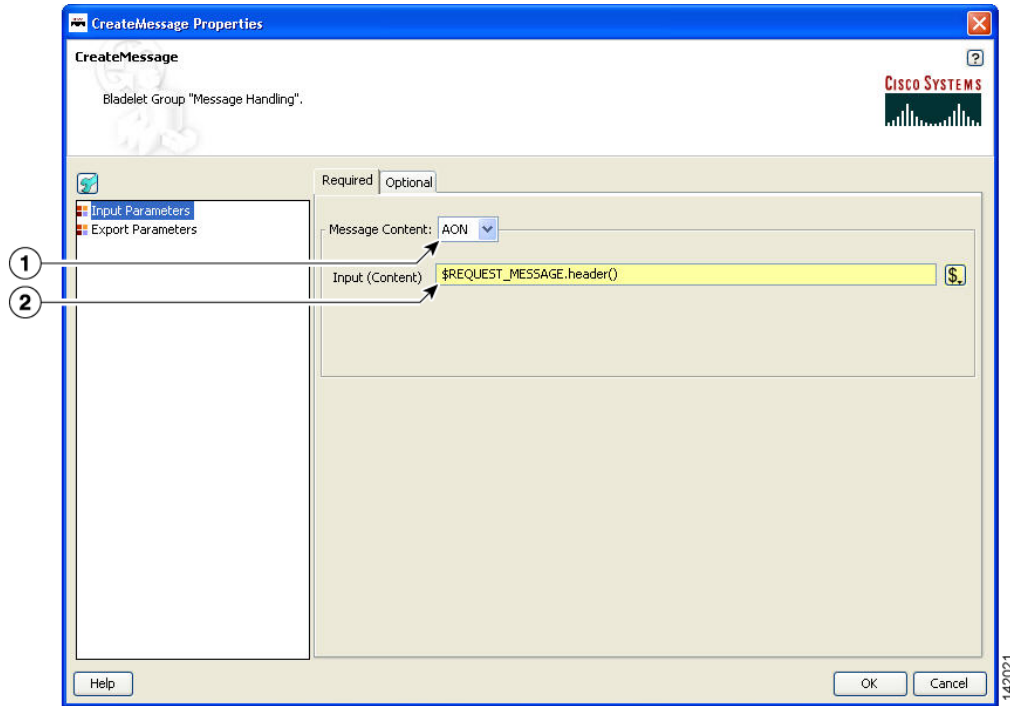 CreateMessage Properties
CreateMessage
?
Bladelet Group "Message Handling".
CISCO SYSTEMS
Required Optional
Input Parameters
Export Parameters
Message Content: AON
1
Input (Content) $REQUEST_MESSAGE.header() $
2
Help OK Cancel
142021